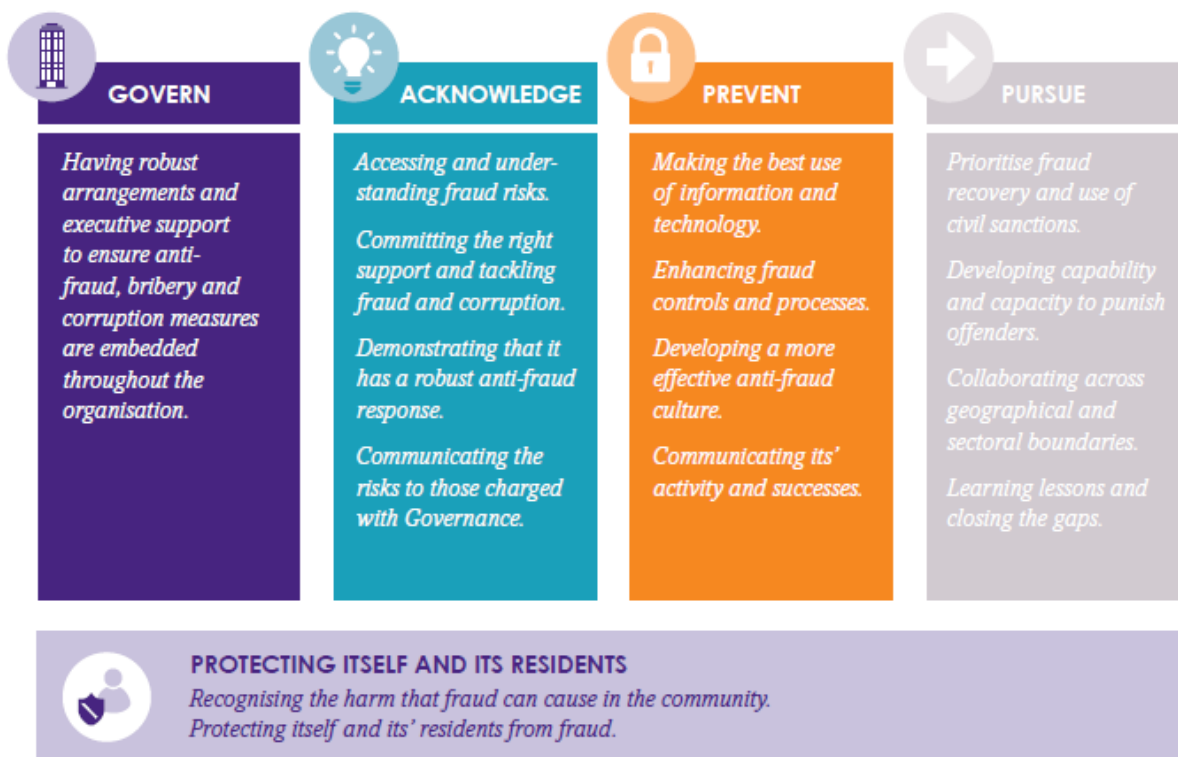 GOVERN
Having robust
arrangements and
executive support
to ensure anti-
fraud, bribery and
corruption measures
are embedded
throughout the
organisation.
ACKNOWLEDGE
Accessing and under-
standing fraud risks.
Committing the right
support and tackling
fraud and corruption.
Demonstrating that it
has a robust anti-fraud
response.
Communicating the
risks to those charged
with Governance.
PREVENT
Making the best use
of information and
technology.
Enhancing fraud
controls and processes.
Developing a more
effective anti-fraud
culture.
Communicating its’
activity and successes.
PURSUE
Prioritise fraud
recovery and use of
civil sanctions.
Developing capability
and capacity to punish
offenders.
Collaborating across
geographical and
sectoral boundaries.
Learning lessons and
closing the gaps.
PROTECTING ITSELF AND ITS RESIDENTS
Recognising the harm that fraud can cause in the community.
Protecting itself and its’ residents from fraud.